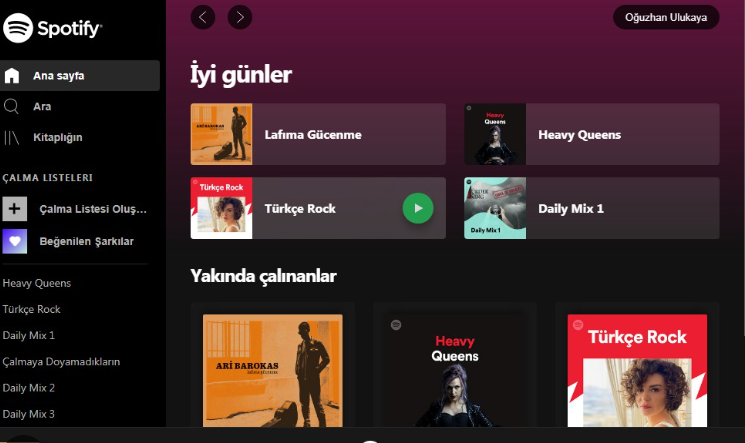 Spotify
Ana sayfa
Ara
Kitaplığın
ÇALMA LİSTELERİ
Çalma Listesi Oluş...
Beğenilen Şarkılar
Heavy Queens
Türkçe Rock
Daily Mix 1
Çalmaya Doyamadıkların
Daily Mix 2
Daily Mix 3
Oğuzhan Ulukaya
İyi günler
ARİ BAROKAS
Lafıma Gücenme
Heavy
Queens
Heavy Queens
Türkçe Rock
Türkçe Rock
Daily Mix 1
Daily Mix 1
Yakında çalınanlar
ARİ BAROKAS
Heavy
Queens
Türkçe Rock